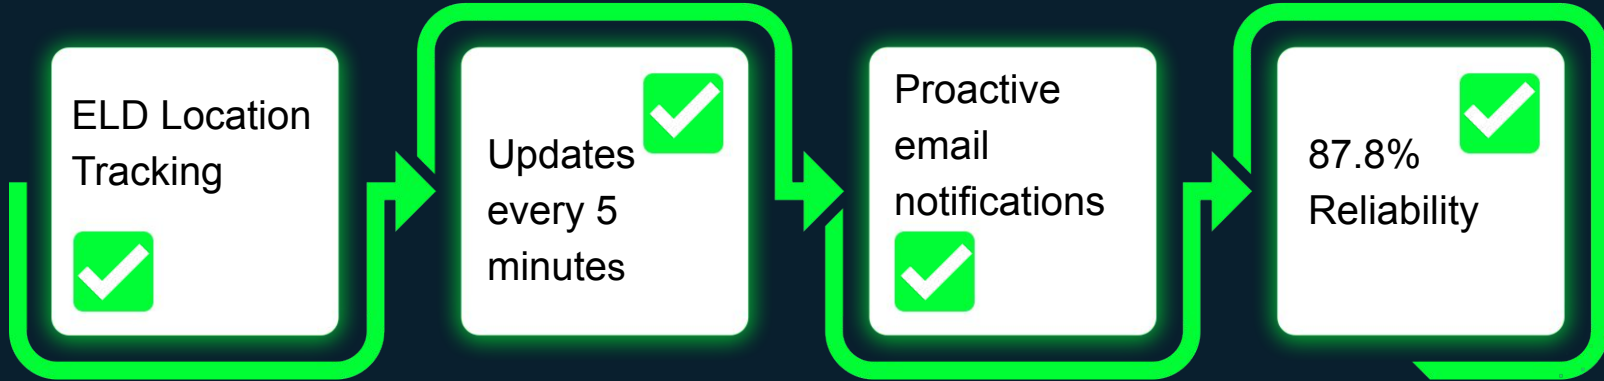 ELD Location
Tracking
Updates
every 5
minutes
Proactive
email
notifications
87.8%
Reliability